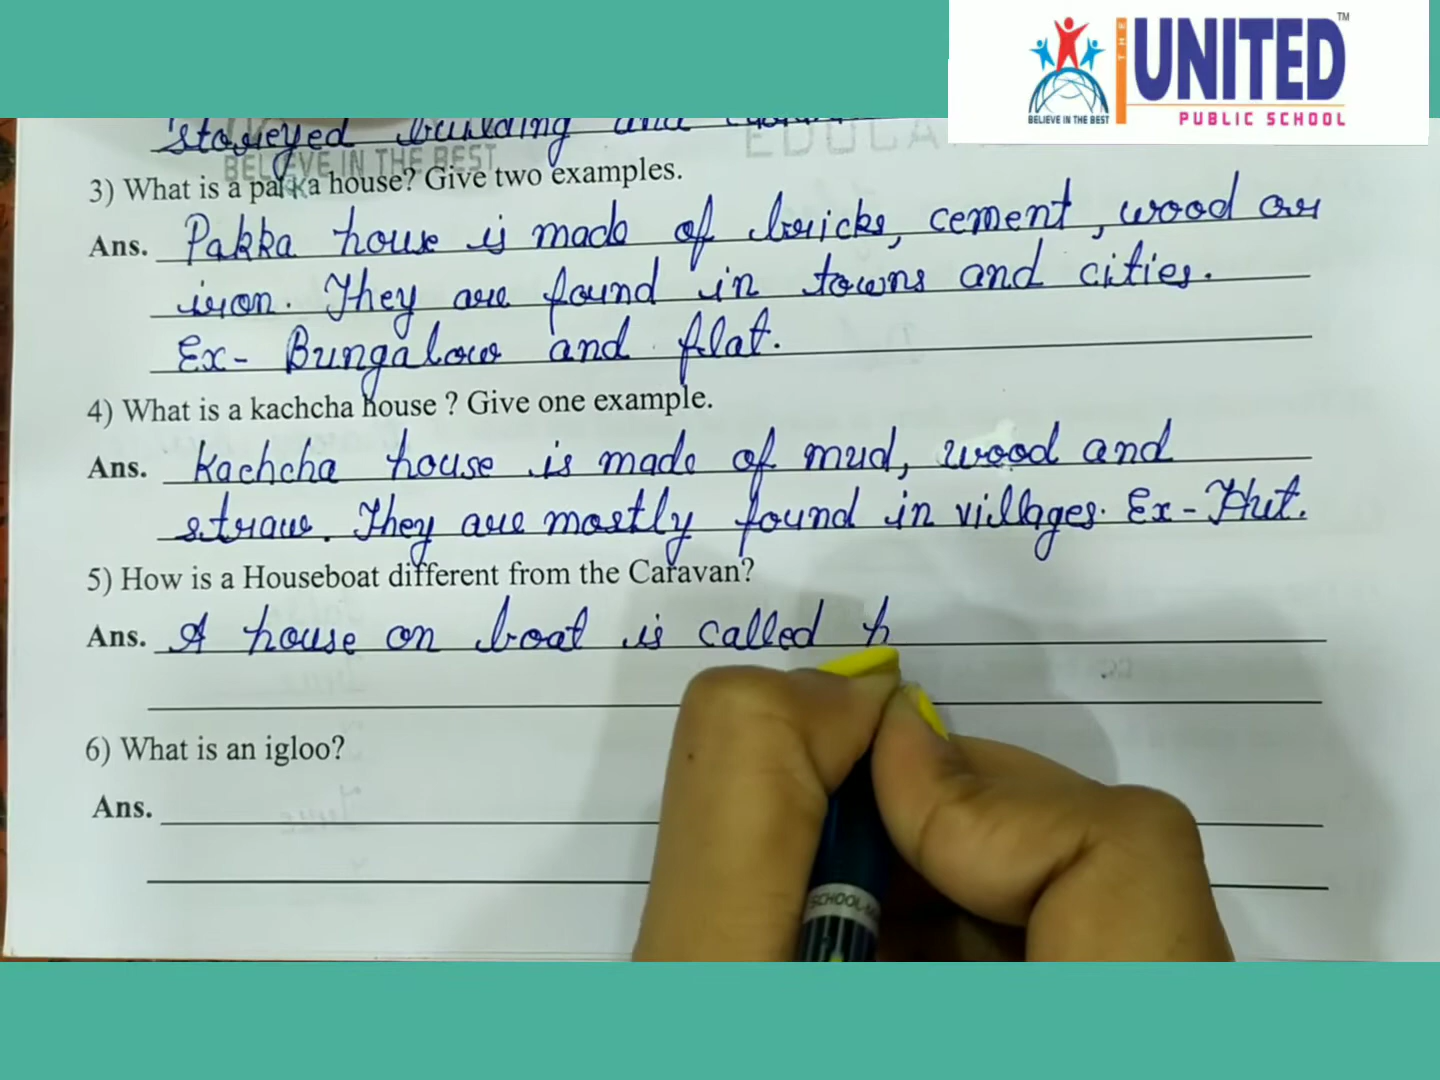 THE UNITED™
BELIEVE IN THE BEST
PUBLIC SCHOOL
storeyed building and
BELIEVE IN THE BEST
3) What is a pakka house? Give two examples.
Ans. Pakka house is made of bricks, cement, wood or
iron. They are found in towns and cities.
Ex- Bungalow and flat.
4) What is a kachcha house ? Give one example.
Ans. Kachcha house is made of mud, wood and
straw. They are mostly found in villages. Ex - Hut.
5) How is a Houseboat different from the Caravan?
Ans. A house on boat is called h
6) What is an igloo?
Ans.
SCHOOL